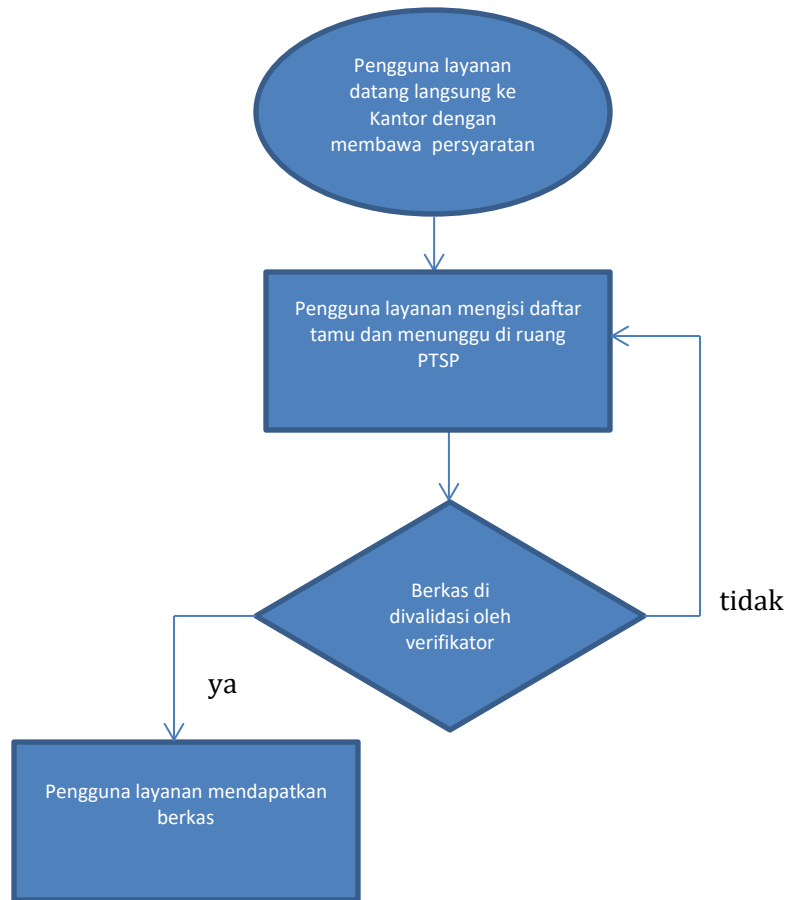 Pengguna layanan
datang langsung ke
Kantor dengan
membawa  persyaratan
Pengguna layanan mengisi daftar
tamu dan menunggu di ruang
PTSP
Berkas di
divalidasi oleh
verifikator
tidak
ya
Pengguna layanan mendapatkan
berkas